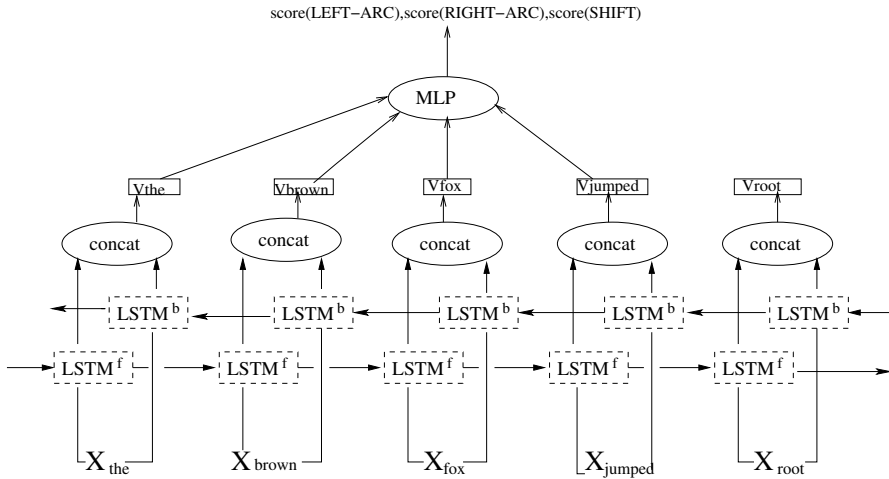 score(LEFT−ARC),score(RIGHT−ARC),score(SHIFT)
MLP
Vthe Vbrown Vfox Vjumped Vroot
concat concat concat concat concat
LSTM b LSTM b LSTM b LSTM b LSTM b
LSTM f LSTM f LSTM f LSTM f LSTM f
X the X brown X fox X jumped X root